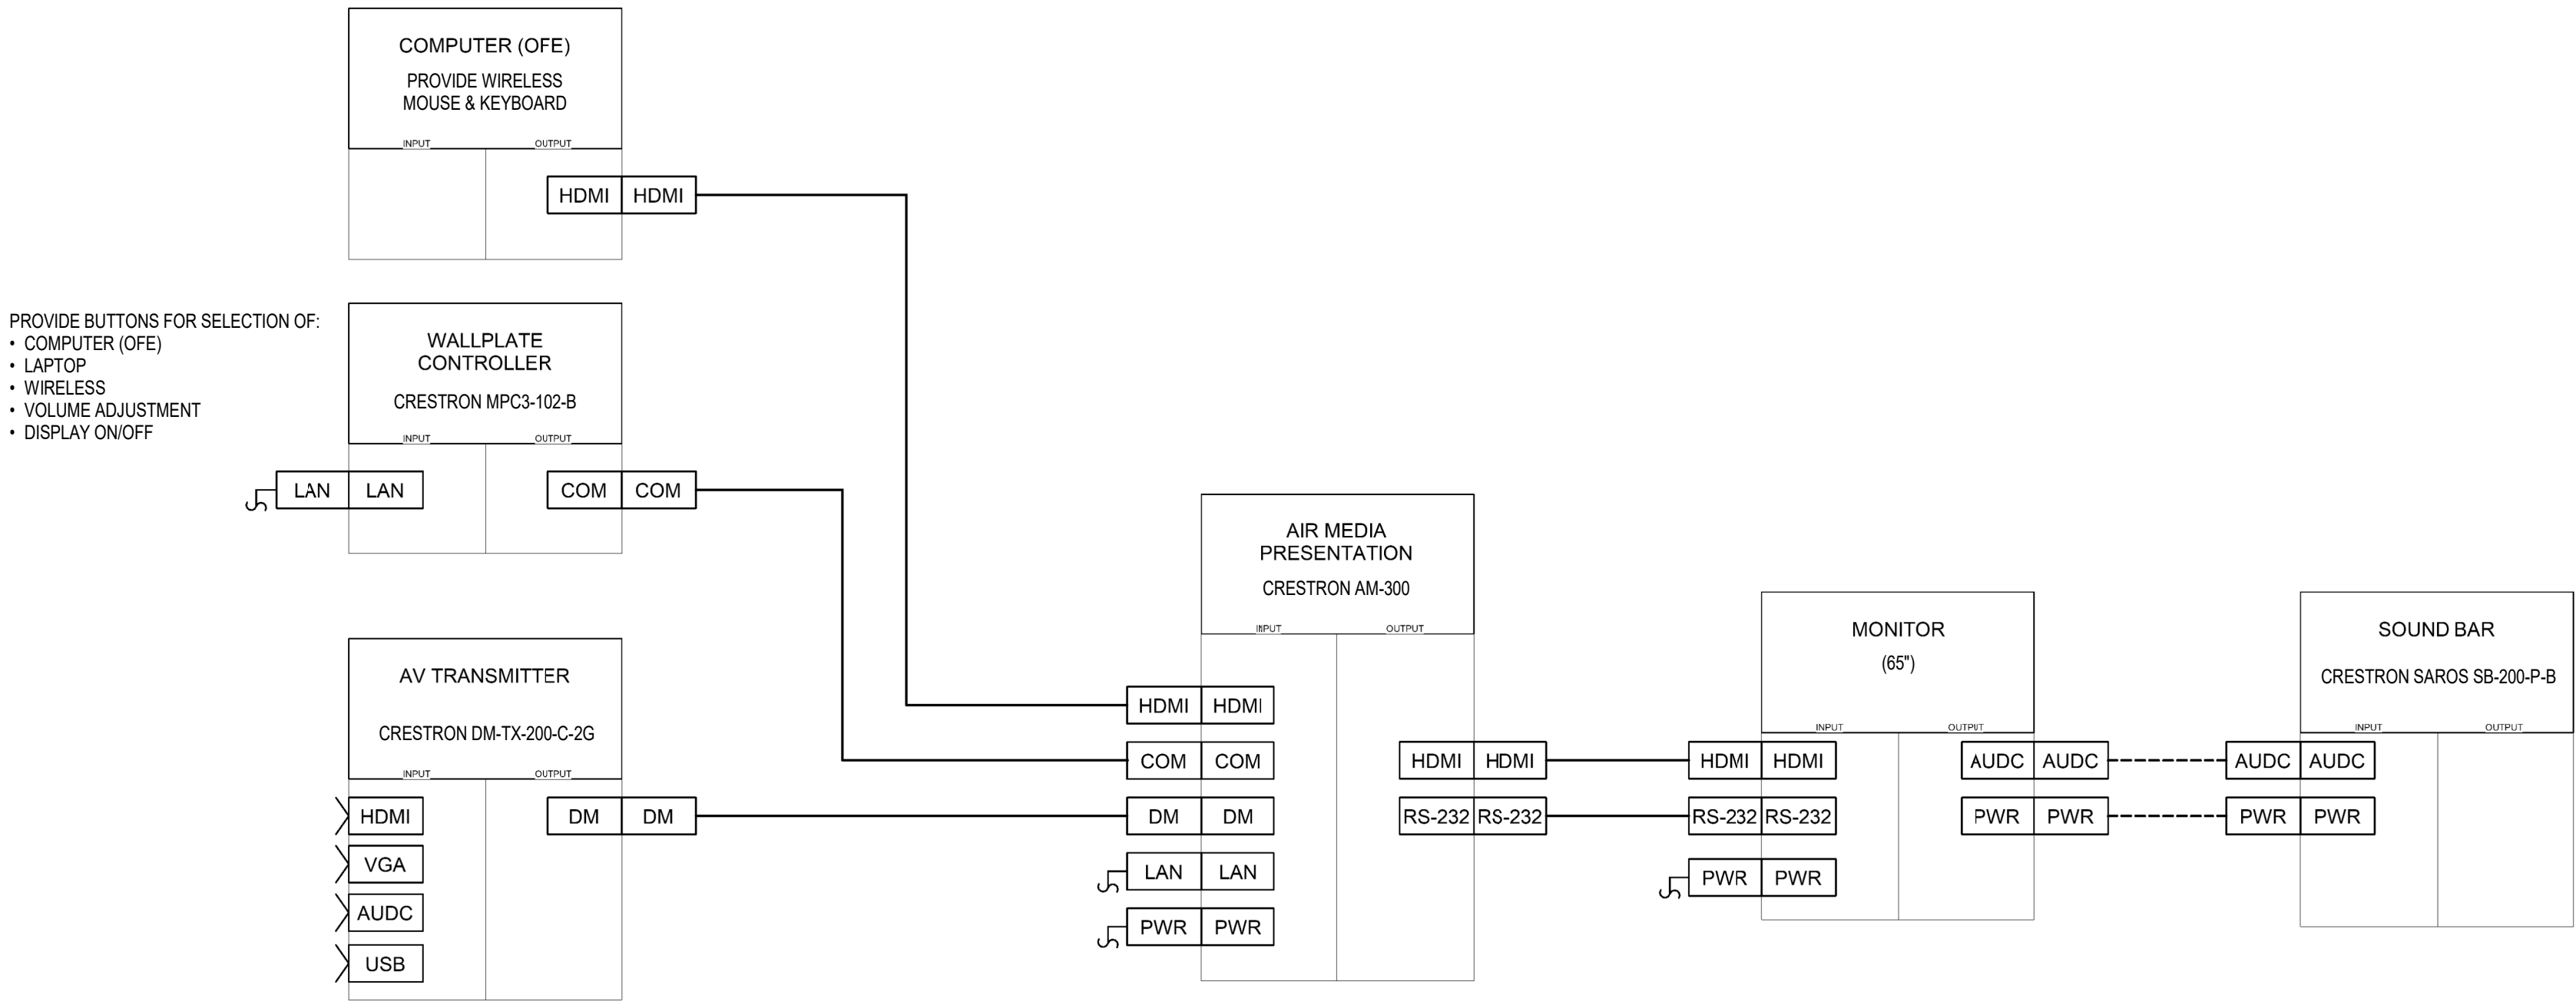 COMPUTER (OFE)
PROVIDE WIRELESS
MOUSE & KEYBOARD
INPUT OUTPUT
HDMI HDMI
PROVIDE BUTTONS FOR SELECTION OF:
• COMPUTER (OFE)
• LAPTOP
• WIRELESS
• VOLUME ADJUSTMENT
• DISPLAY ON/OFF
WALLPLATE
CONTROLLER
CRESTRON MPC3-102-B
INPUT OUTPUT
LAN LAN COM COM
AV TRANSMITTER
CRESTRON DM-TX-200-C-2G
INPUT OUTPUT
HDMI DM DM
VGA
AUDC
USB
AIR MEDIA
PRESENTATION
CRESTRON AM-300
INPUT OUTPUT
HDMI HDMI
COM COM HDMI HDMI
DM DM RS-232 RS-232
LAN LAN
PWR PWR
MONITOR
(65")
INPUT OUTPUT
HDMI HDMI AUDC AUDC
RS-232 RS-232 PWR PWR
PWR PWR
SOUND BAR
CRESTRON SAROS SB-200-P-B
INPUT OUTPUT
AUDC AUDC
PWR PWR